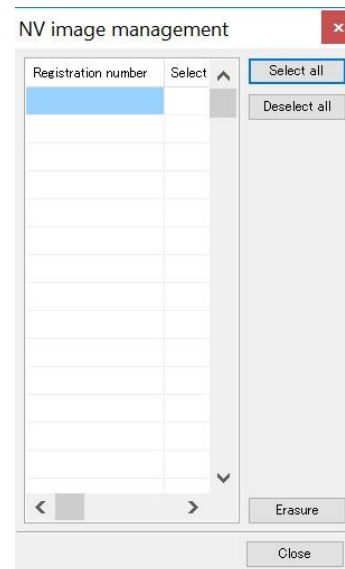 NV image management
Registration number Select
Select all
Deselect all
Erasure
Close